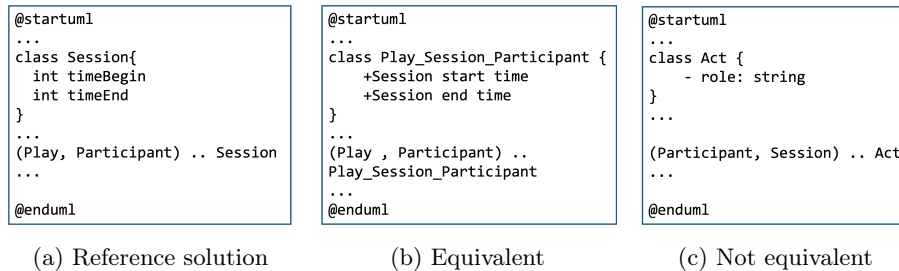 @startuml
...
class Session{
  int timeBegin
  int timeEnd
}
...
(Play, Participant) .. Session
...
@enduml
(a) Reference solution
@startuml
...
class Play_Session_Participant {
    +Session start time
    +Session end time
}
...
(Play , Participant) ..
Play_Session_Participant
...
@enduml
(b) Equivalent
@startuml
...
class Act {
    - role: string
}
...
(Participant, Session) .. Act
...
@enduml
(c) Not equivalent